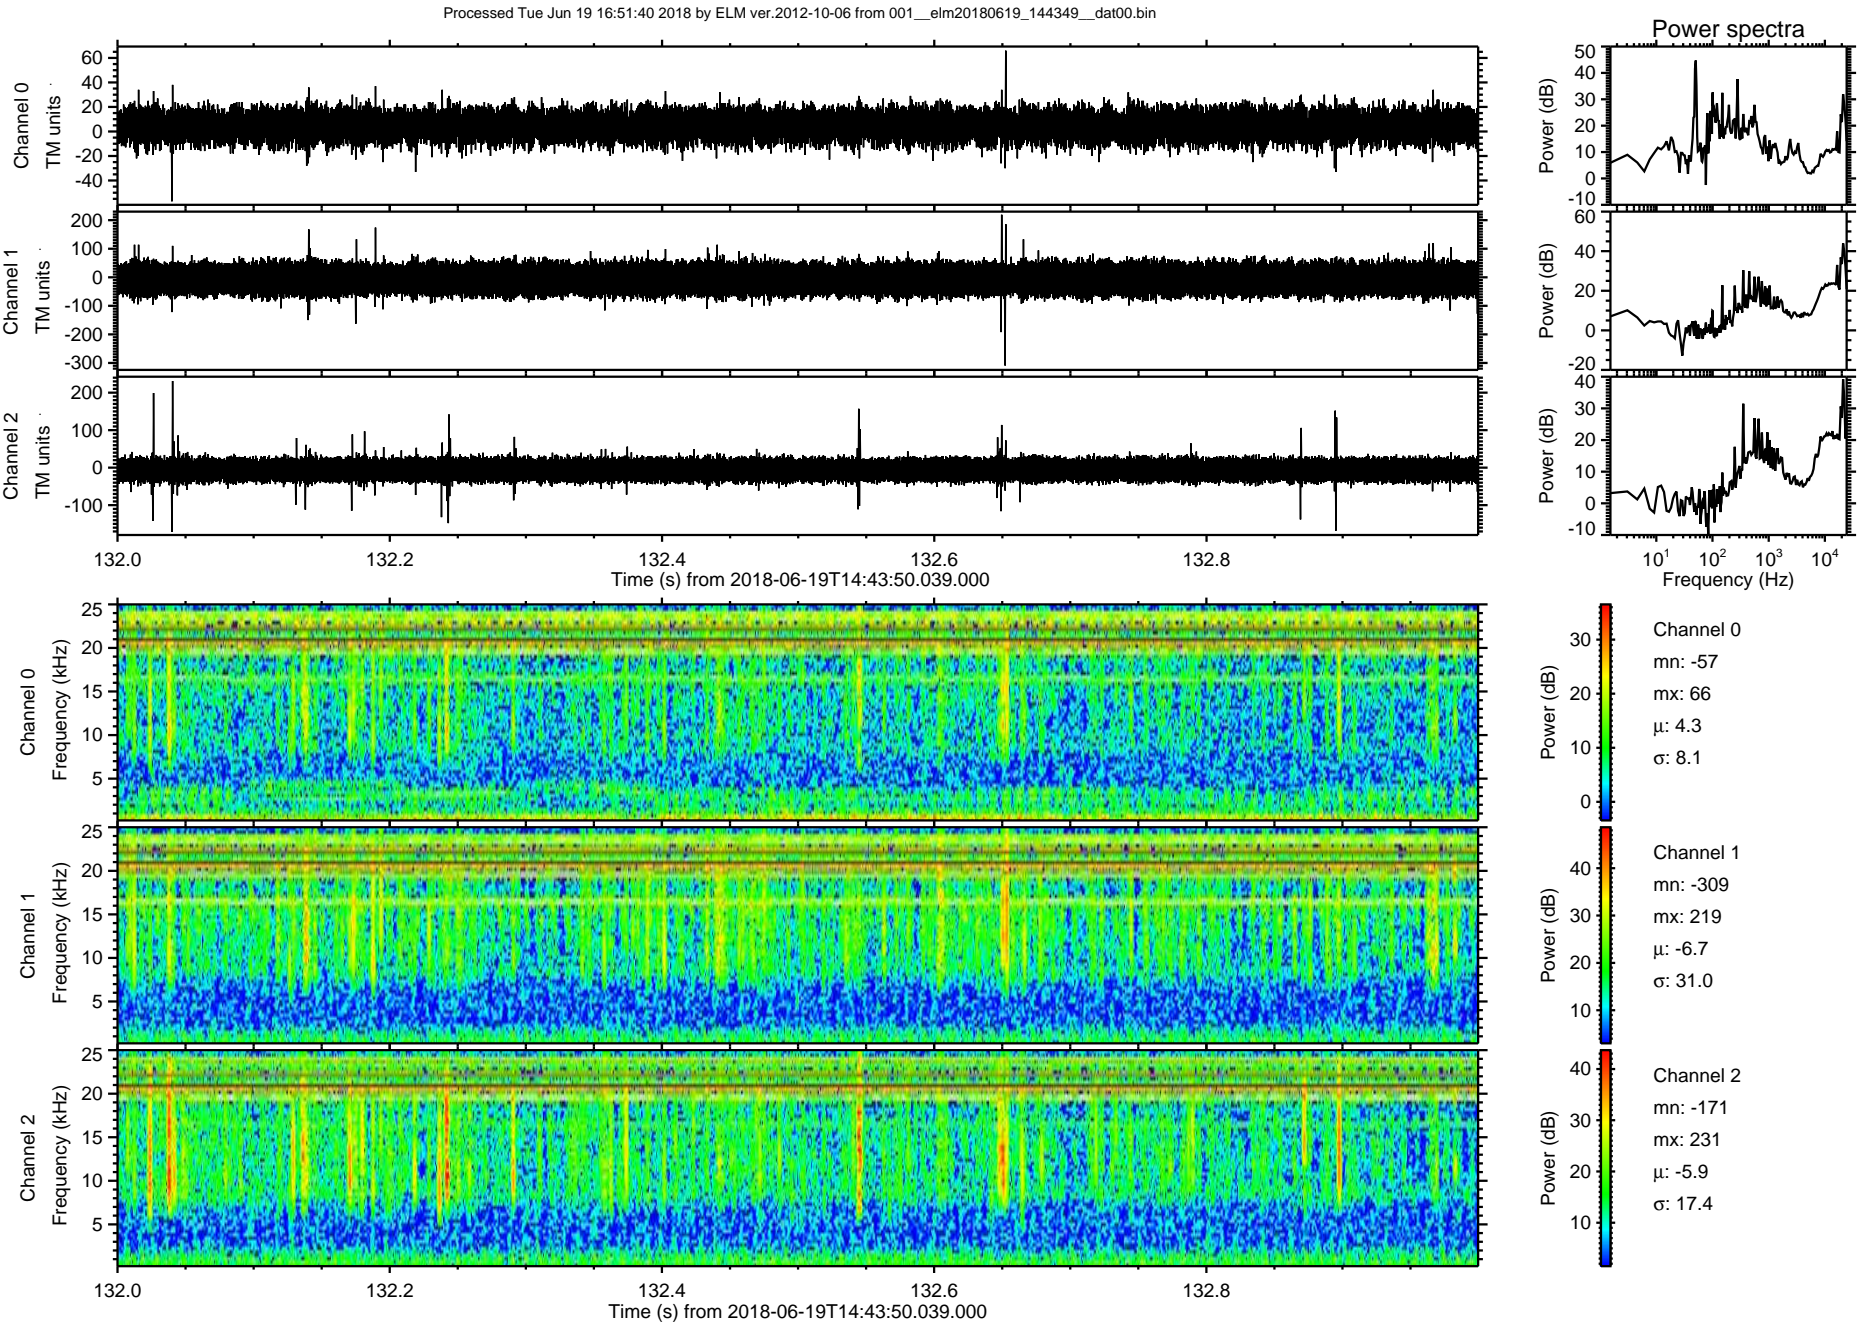 Processed Tue Jun 19 16:51:40 2018 by ELM ver.2012-10-06 from 001__elm20180619_144349__dat00.bin
Power spectra
Channel 0
TM units
60
40
20
0
-20
-40
Power (dB)
50
40
30
20
10
0
-10
Channel 1
TM units
200
100
0
-100
-200
-300
Power (dB)
60
40
20
0
-20
Channel 2
TM units
200
100
0
-100
Power (dB)
40
30
20
10
0
-10
132.0 132.2 132.4 132.6 132.8
Time (s) from 2018-06-19T14:43:50.039.000
10^1 10^2 10^3 10^4
Frequency (Hz)
Channel 0
Frequency (kHz)
25
20
15
10
5
Power (dB)
30
20
10
0
Channel 0
mn: -57
mx: 66
μ: 4.3
σ: 8.1
Channel 1
Frequency (kHz)
25
20
15
10
5
Power (dB)
40
30
20
10
Channel 1
mn: -309
mx: 219
μ: -6.7
σ: 31.0
Channel 2
Frequency (kHz)
25
20
15
10
5
Power (dB)
40
30
20
10
Channel 2
mn: -171
mx: 231
μ: -5.9
σ: 17.4
132.0 132.2 132.4 132.6 132.8
Time (s) from 2018-06-19T14:43:50.039.000